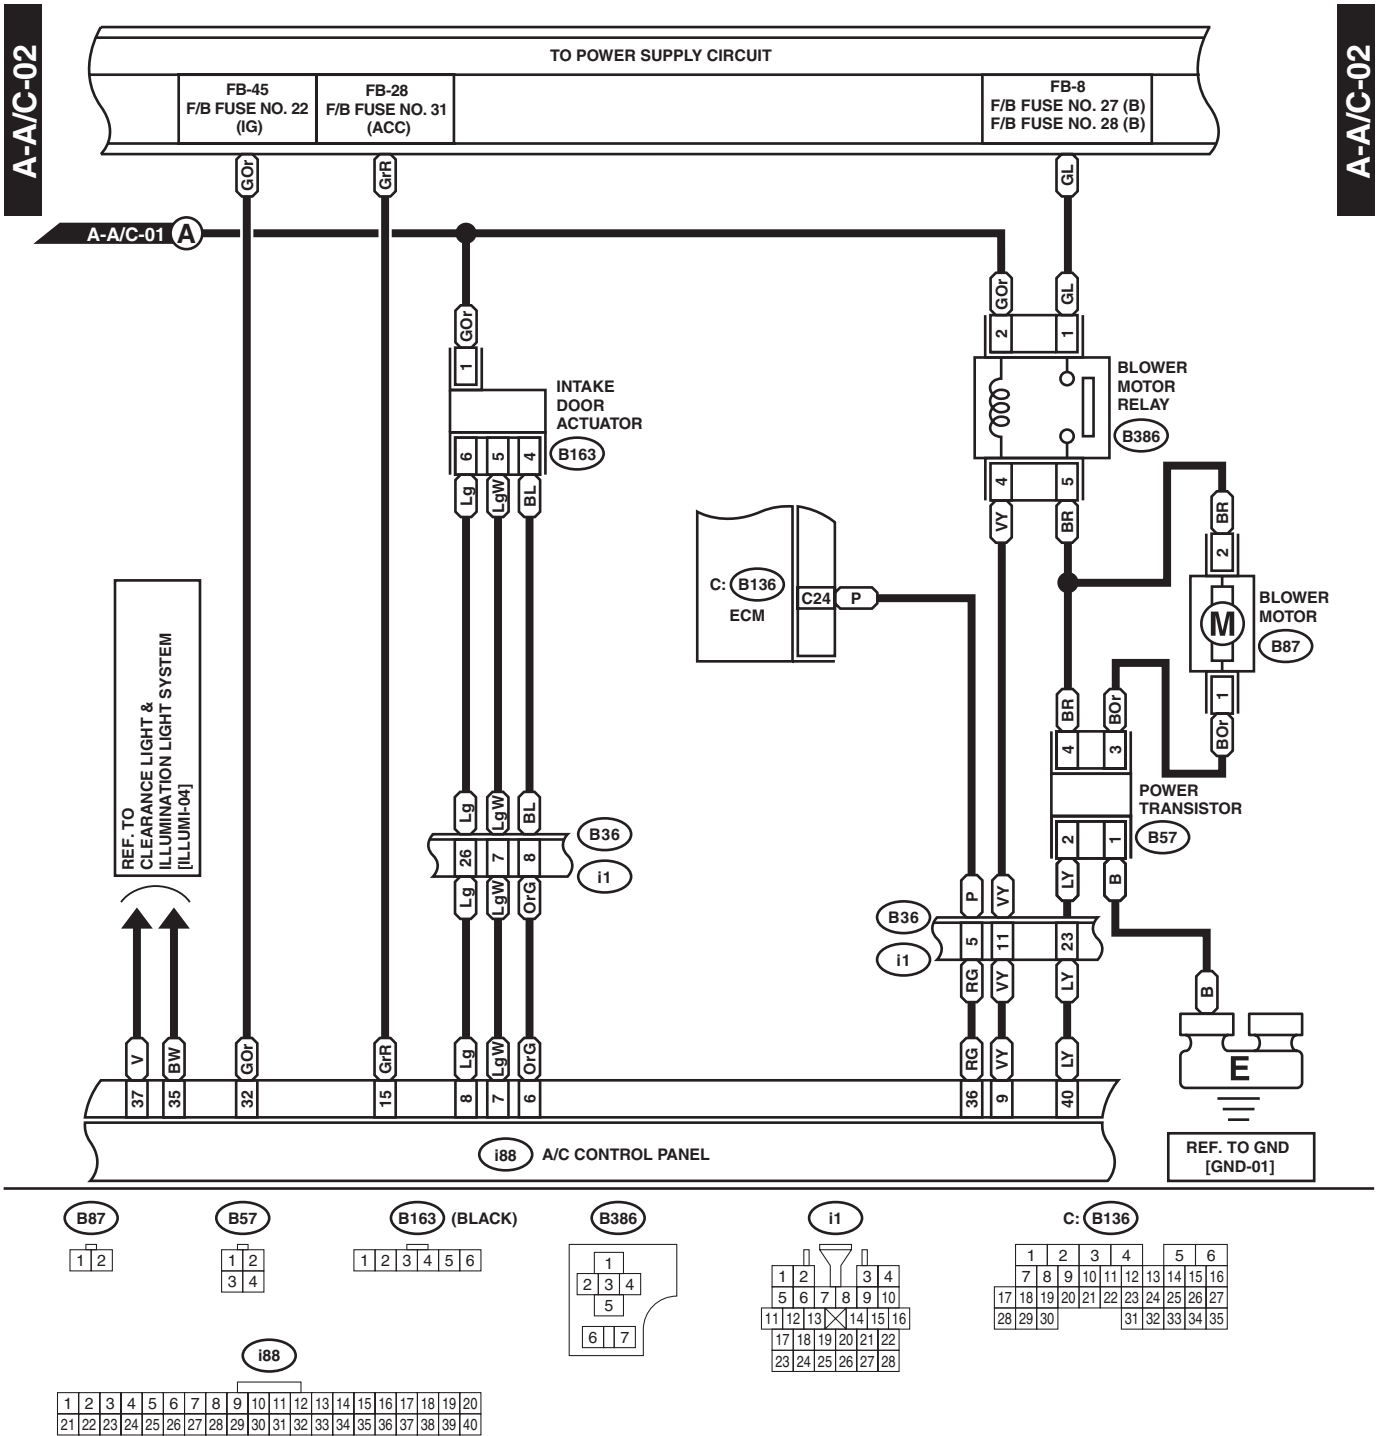 A-A/C-02
A-A/C-02
TO POWER SUPPLY CIRCUIT
FB-45
F/B FUSE NO. 22
(IG)
FB-28
F/B FUSE NO. 31
(ACC)
FB-8
F/B FUSE NO. 27 (B)
F/B FUSE NO. 28 (B)
GOr
GrR
GL
A-A/C-01 A
GOr
GOr
GL
1
2
1
INTAKE
DOOR
ACTUATOR
B163
6 5 4
Lg LgW BL
BLOWER
MOTOR
RELAY
B386
4
5
VY
BR
BR
2
C: B136
ECM
C24 P
M
BLOWER
MOTOR
B87
1
BOr
REF. TO
CLEARANCE LIGHT &
ILLUMINATION LIGHT SYSTEM
[ILLUMI-04]
BR BOr
4 3
POWER
TRANSISTOR
B57
2 1
LY B
Lg LgW BL
B36
26 7 8
i1
Lg LgW OrG
P VY
B36
5 11 23
i1
RG VY LY
B
E
REF. TO GND
[GND-01]
V BW GOr GrR Lg LgW OrG RG VY LY
37 35 32 15 8 7 6 36 9 40
i88 A/C CONTROL PANEL
B87
1 2
B57
1 2
3 4
B163 (BLACK)
1 2 3 4 5 6
B386
1
2 3 4
5
6 7
i1
1 2 3 4
5 6 7 8 9 10
11 12 13 14 15 16
17 18 19 20 21 22
23 24 25 26 27 28
C: B136
1 2 3 4 5 6
7 8 9 10 11 12 13 14 15 16
17 18 19 20 21 22 23 24 25 26 27
28 29 30 31 32 33 34 35
i88
1 2 3 4 5 6 7 8 9 10 11 12 13 14 15 16 17 18 19 20
21 22 23 24 25 26 27 28 29 30 31 32 33 34 35 36 37 38 39 40